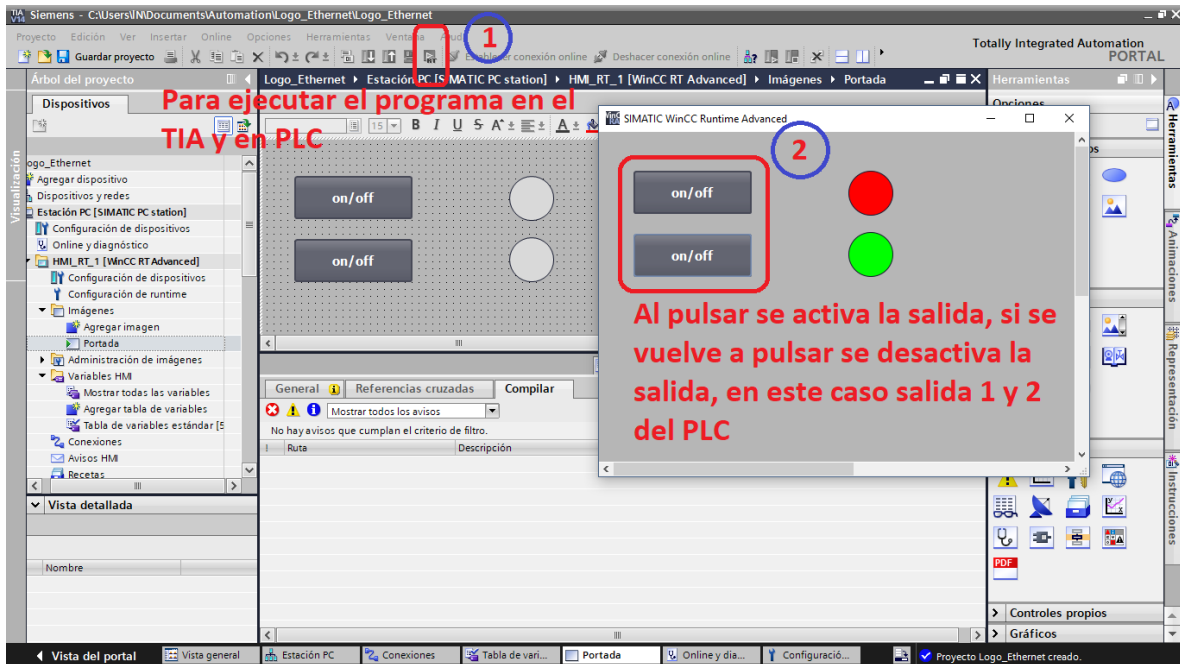 Siemens - C:\Users\IN\Documents\Automation\Logo_Ethernet\Logo_Ethernet
Proyecto Edición Ver Insertar Online Opciones Herramientas Ventana Ayuda
Guardar proyecto
Establecer conexión online
Deshacer conexión online
Totally Integrated Automation
PORTAL
1
Árbol del proyecto
Logo_Ethernet
Estación PC [SIMATIC PC station]
HMI_RT_1 [WinCC RT Advanced]
Imágenes
Portada
Herramientas
Dispositivos
Opciones
Para ejecutar el programa en el
TIA y en PLC
15
B I U S A
A
Visualización
ogo_Ethernet
Agregar dispositivo
Dispositivos y redes
Estación PC [SIMATIC PC station]
Configuración de dispositivos
Online y diagnóstico
HMI_RT_1 [WinCC RT Advanced]
Configuración de dispositivos
Configuración de runtime
Imágenes
Agregar imagen
Portada
Administración de imágenes
Variables HMI
Mostrar todas las variables
Agregar tabla de variables
Tabla de variables estándar [5
Conexiones
Avisos HMI
Recetas
Vista detallada
Nombre
on/off
on/off
SIMATIC WinCC Runtime Advanced
2
on/off
on/off
Al pulsar se activa la salida, si se
vuelve a pulsar se desactiva la
salida, en este caso salida 1 y 2
del PLC
General
Referencias cruzadas
Compilar
Mostrar todos los avisos
No hay avisos que cumplan el criterio de filtro.
! Ruta
Descripción
Herramientas
Animaciones
Representación
Instrucciones
PDF
Controles propios
Gráficos
Vista del portal
Vista general
Estación PC
Conexiones
Tabla de vari...
Portada
Online y dia...
Configuració...
Proyecto Logo_Ethernet creado.